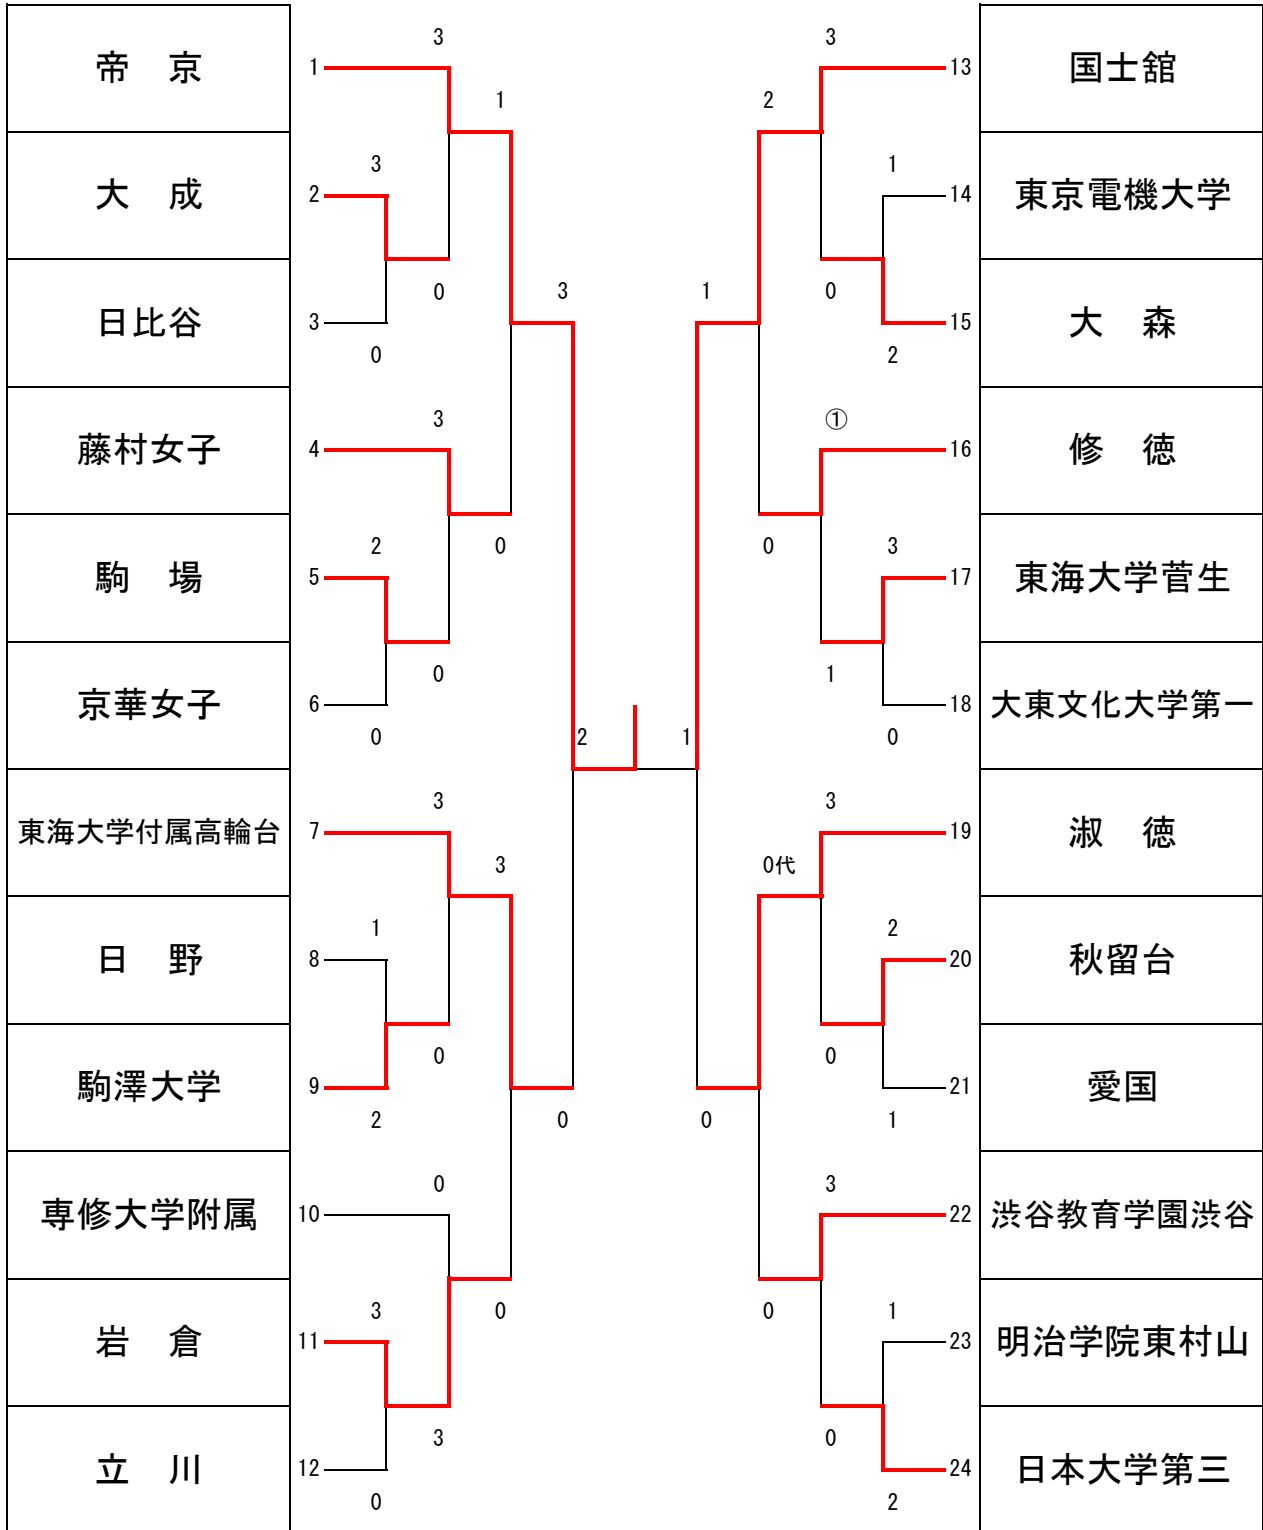 3 3
帝　京 1 13 国士舘
1 2
3 1
大　成 2 14 東京電機大学
0 3 1 0
日比谷 3 15 大　森
0 2
3 ①
藤村女子 4 16 修　徳
2 0 0 3
駒　場 5 17 東海大学菅生
0 1
京華女子 6 18 大東文化大学第一
0 2 1 0
3 3
東海大学付属高輪台 7 19 淑　徳
3 0代
1 2
日　野 8 20 秋留台
0 0
駒澤大学 9 21 愛国
2 0 0 1
0 3
専修大学附属 10 22 渋谷教育学園渋谷
3 0 0 1
岩　倉 11 23 明治学院東村山
3 0
立　川 12 24 日本大学第三
0 2